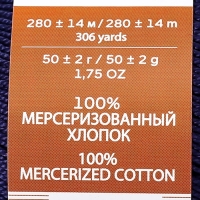 280 ± 14 м / 280 ± 14 m
306 yards
50 ± 2 г / 50 ± 2 g
1,75 OZ
100%
МЕРСЕРИЗОВАННЫЙ
ХЛОПОК
100%
MERCERIZED COTTON